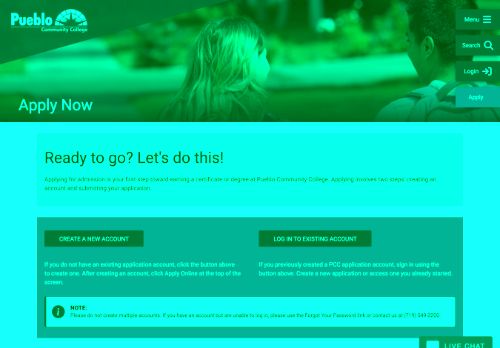 Pueblo
Community College
Menu
Search
Login
Apply
Apply Now
Ready to go? Let's do this!
Applying for admission is your first step toward earning a certificate or degree at Pueblo Community College. Applying involves two steps: creating an
account and submitting your application.
CREATE A NEW ACCOUNT
LOG IN TO EXISTING ACCOUNT
If you do not have an existing application account, click the button above
to create one. After creating an account, click Apply Online at the top of the
screen.
If you previously created a PCC application account, sign in using the
button above. Create a new application or access one you already started.
NOTE:
Please do not create multiple accounts. If you have an account but are unable to log in, please use the Forgot Your Password link or contact us at (719) 549-3200.
LIVE CHAT